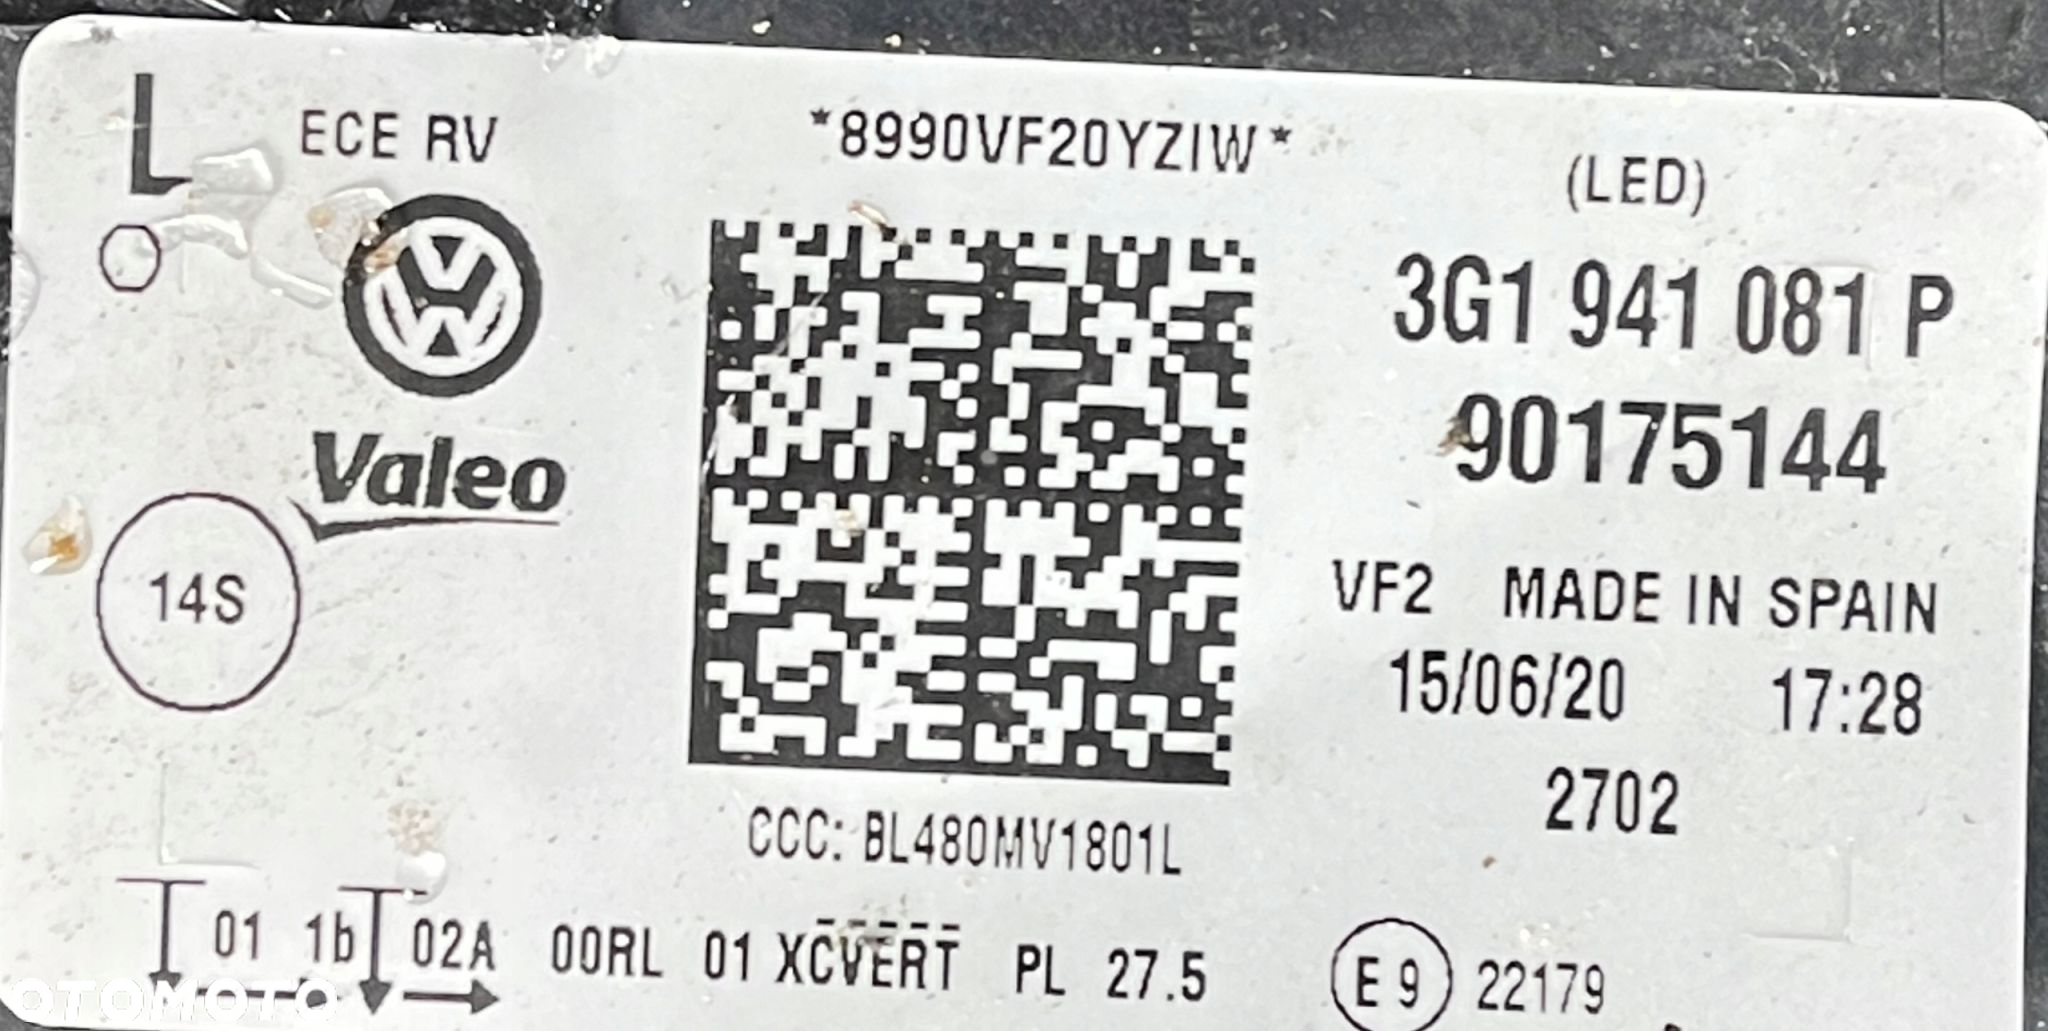 L ECE RV *8990VF20YZIW* (LED)
3G1 941 081 P
Valeo 90175144
14S VF2 MADE IN SPAIN
15/06/20 17:28
2702
CCC: BL480MV1801L
01 1b 02A 00RL 01 XCVERT PL 27.5 E9 22179
OTOMOTO